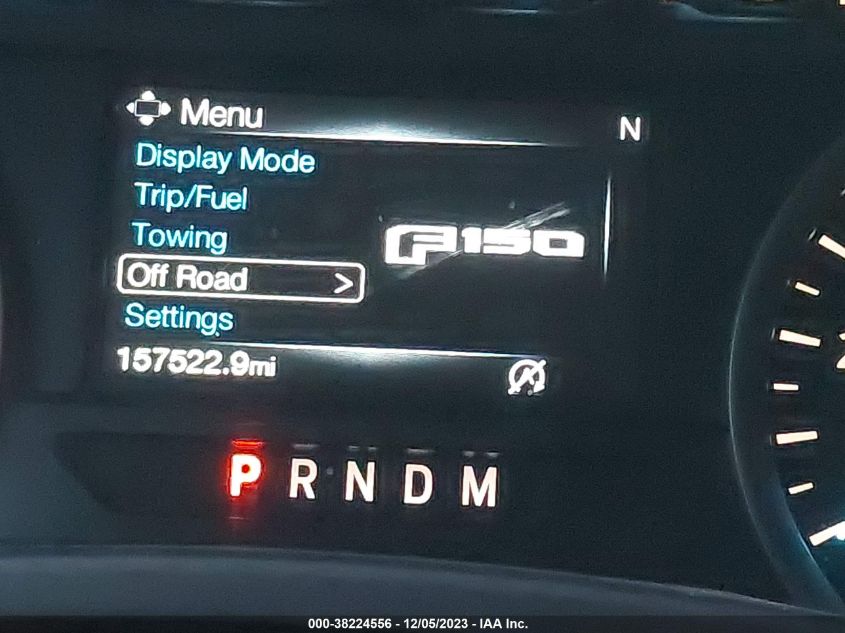 Menu
N
Display Mode
Trip/Fuel
Towing
F150
Off Road >
Settings
157522.9mi
P R N D M
000-38224556 - 12/05/2023 - IAA Inc.